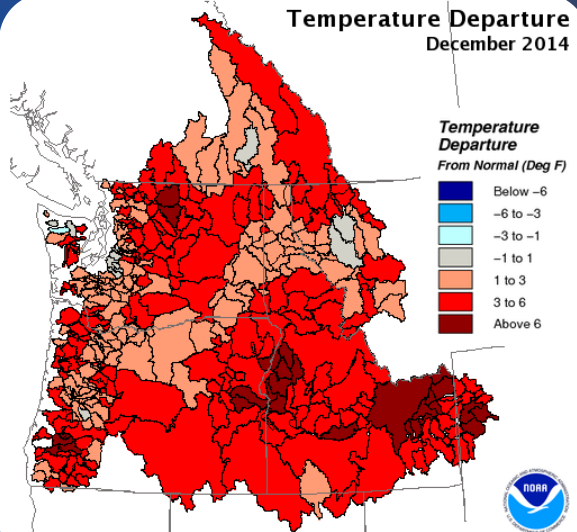 Temperature Departure
December 2014
Temperature
Departure
From Normal (Deg F)
Below -6
-6 to -3
-3 to -1
-1 to 1
1 to 3
3 to 6
Above 6
NOAA